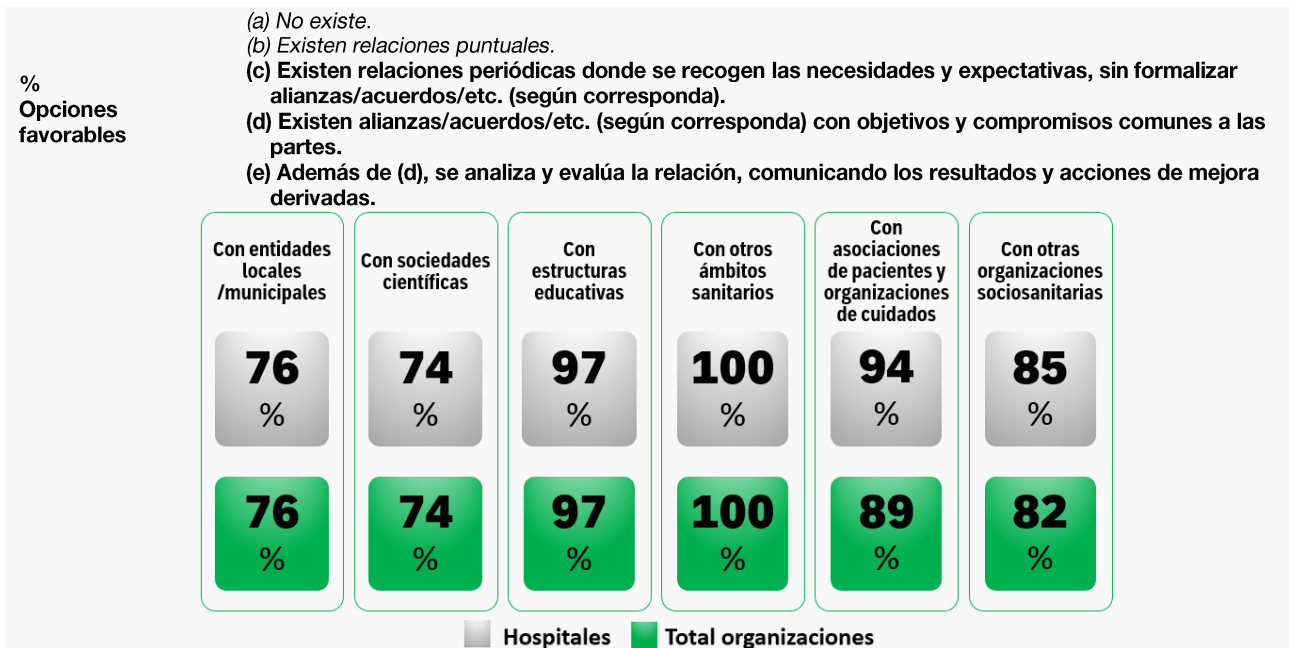 (a) No existe.
(b) Existen relaciones puntuales.
(c) Existen relaciones periódicas donde se recogen las necesidades y expectativas, sin formalizar
alianzas/acuerdos/etc. (según corresponda).
(d) Existen alianzas/acuerdos/etc. (según corresponda) con objetivos y compromisos comunes a las
partes.
(e) Además de (d), se analiza y evalúa la relación, comunicando los resultados y acciones de mejora
derivadas.
%
Opciones
favorables
Con entidades
locales
/municipales
76
%
76
%
Con sociedades
científicas
74
%
74
%
Con
estructuras
educativas
97
%
97
%
Con otros
ámbitos
sanitarios
100
%
100
%
Con
asociaciones
de pacientes y
organizaciones
de cuidados
94
%
89
%
Con otras
organizaciones
sociosanitarias
85
%
82
%
Hospitales
Total organizaciones